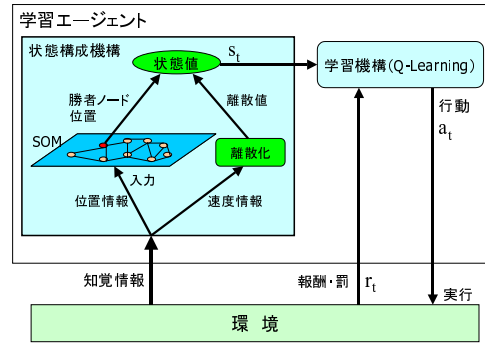 学習エージェント
状態構成機構
状態値
s_t
学習機構(Q-Learning)
勝者ノード
位置
離散値
行動
a_t
SOM
離散化
入力
位置情報
速度情報
知覚情報
報酬・罰
r_t
実行
環 境